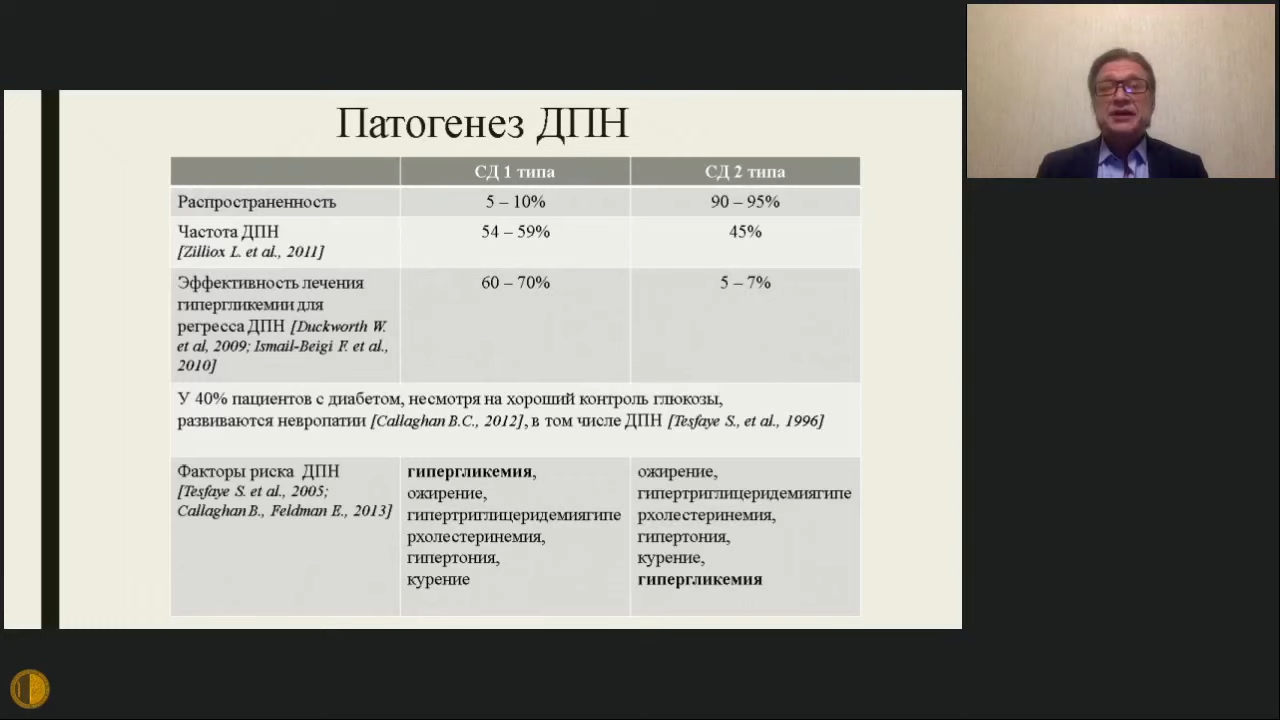 Патогенез ДПН
СД 1 типа
СД 2 типа
Распространенность
5 – 10%
90 – 95%
Частота ДПН
[Zilliox L. et al., 2011]
54 – 59%
45%
Эффективность лечения
гипергликемии для
регресса ДПН [Duckworth W.
et al, 2009; Ismail-Beigi F. et al.,
2010]
60 – 70%
5 – 7%
У 40% пациентов с диабетом, несмотря на хороший контроль глюкозы,
развиваются невропатии [Callaghan B.C., 2012], в том числе ДПН [Tesfaye S., et al., 1996]
Факторы риска ДПН
[Tesfaye S. et al., 2005;
Callaghan B., Feldman E., 2013]
гипергликемия,
ожирение,
гипертриглицеридемиягипе
рхолестеринемия,
гипертония,
курение
ожирение,
гипертриглицеридемиягипе
рхолестеринемия,
гипертония,
курение,
гипергликемия